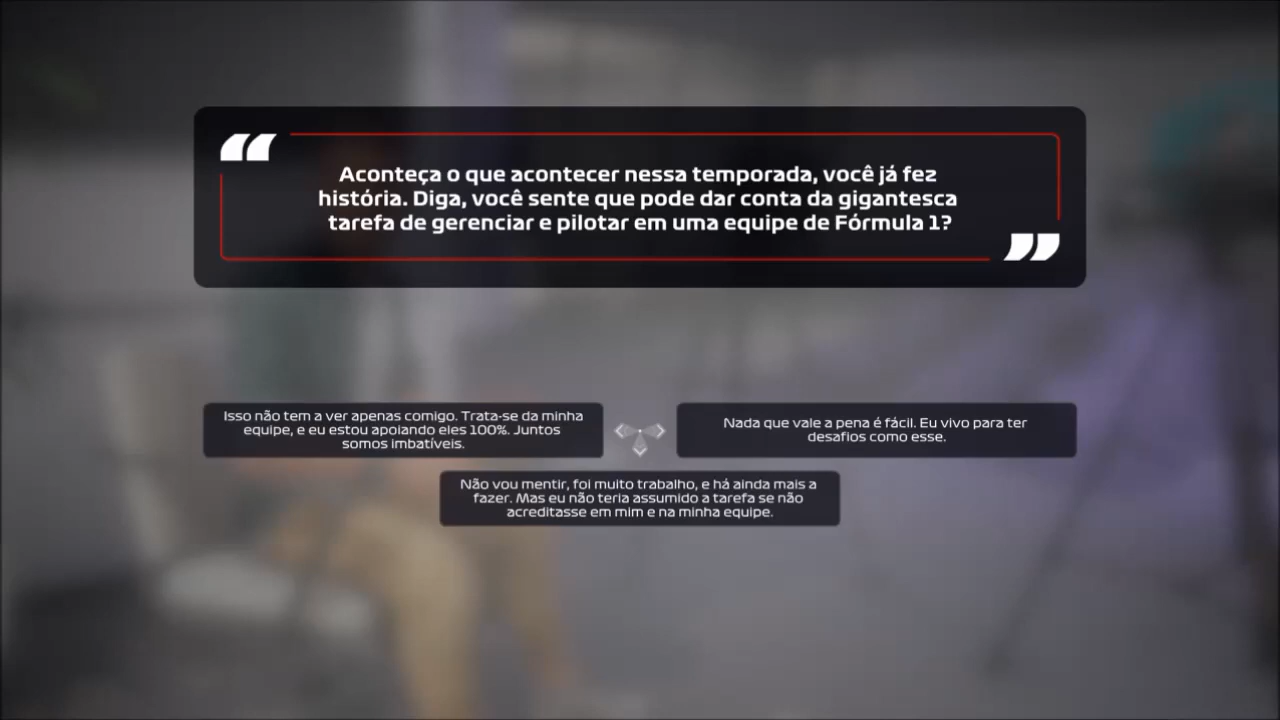 Aconteça o que acontecer nessa temporada, você já fez
história. Diga, você sente que pode dar conta da gigantesca
tarefa de gerenciar e pilotar em uma equipe de Fórmula 1?
Isso não tem a ver apenas comigo. Trata-se da minha
equipe, e eu estou apoiando eles 100%. Juntos
somos imbatíveis.
Nada que vale a pena é fácil. Eu vivo para ter
desafios como esse.
Não vou mentir, foi muito trabalho, e há ainda mais a
fazer. Mas eu não teria assumido a tarefa se não
acreditasse em mim e na minha equipe.